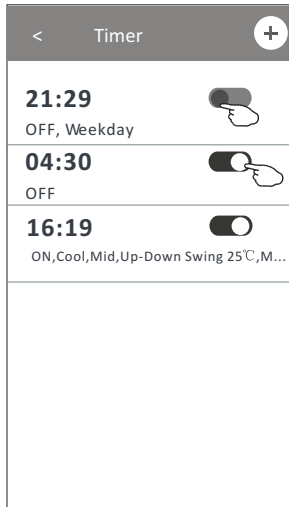 < Timer +
21:29
OFF, Weekday
04:30
OFF
16:19
ON,Cool,Mid,Up-Down Swing 25℃,M...